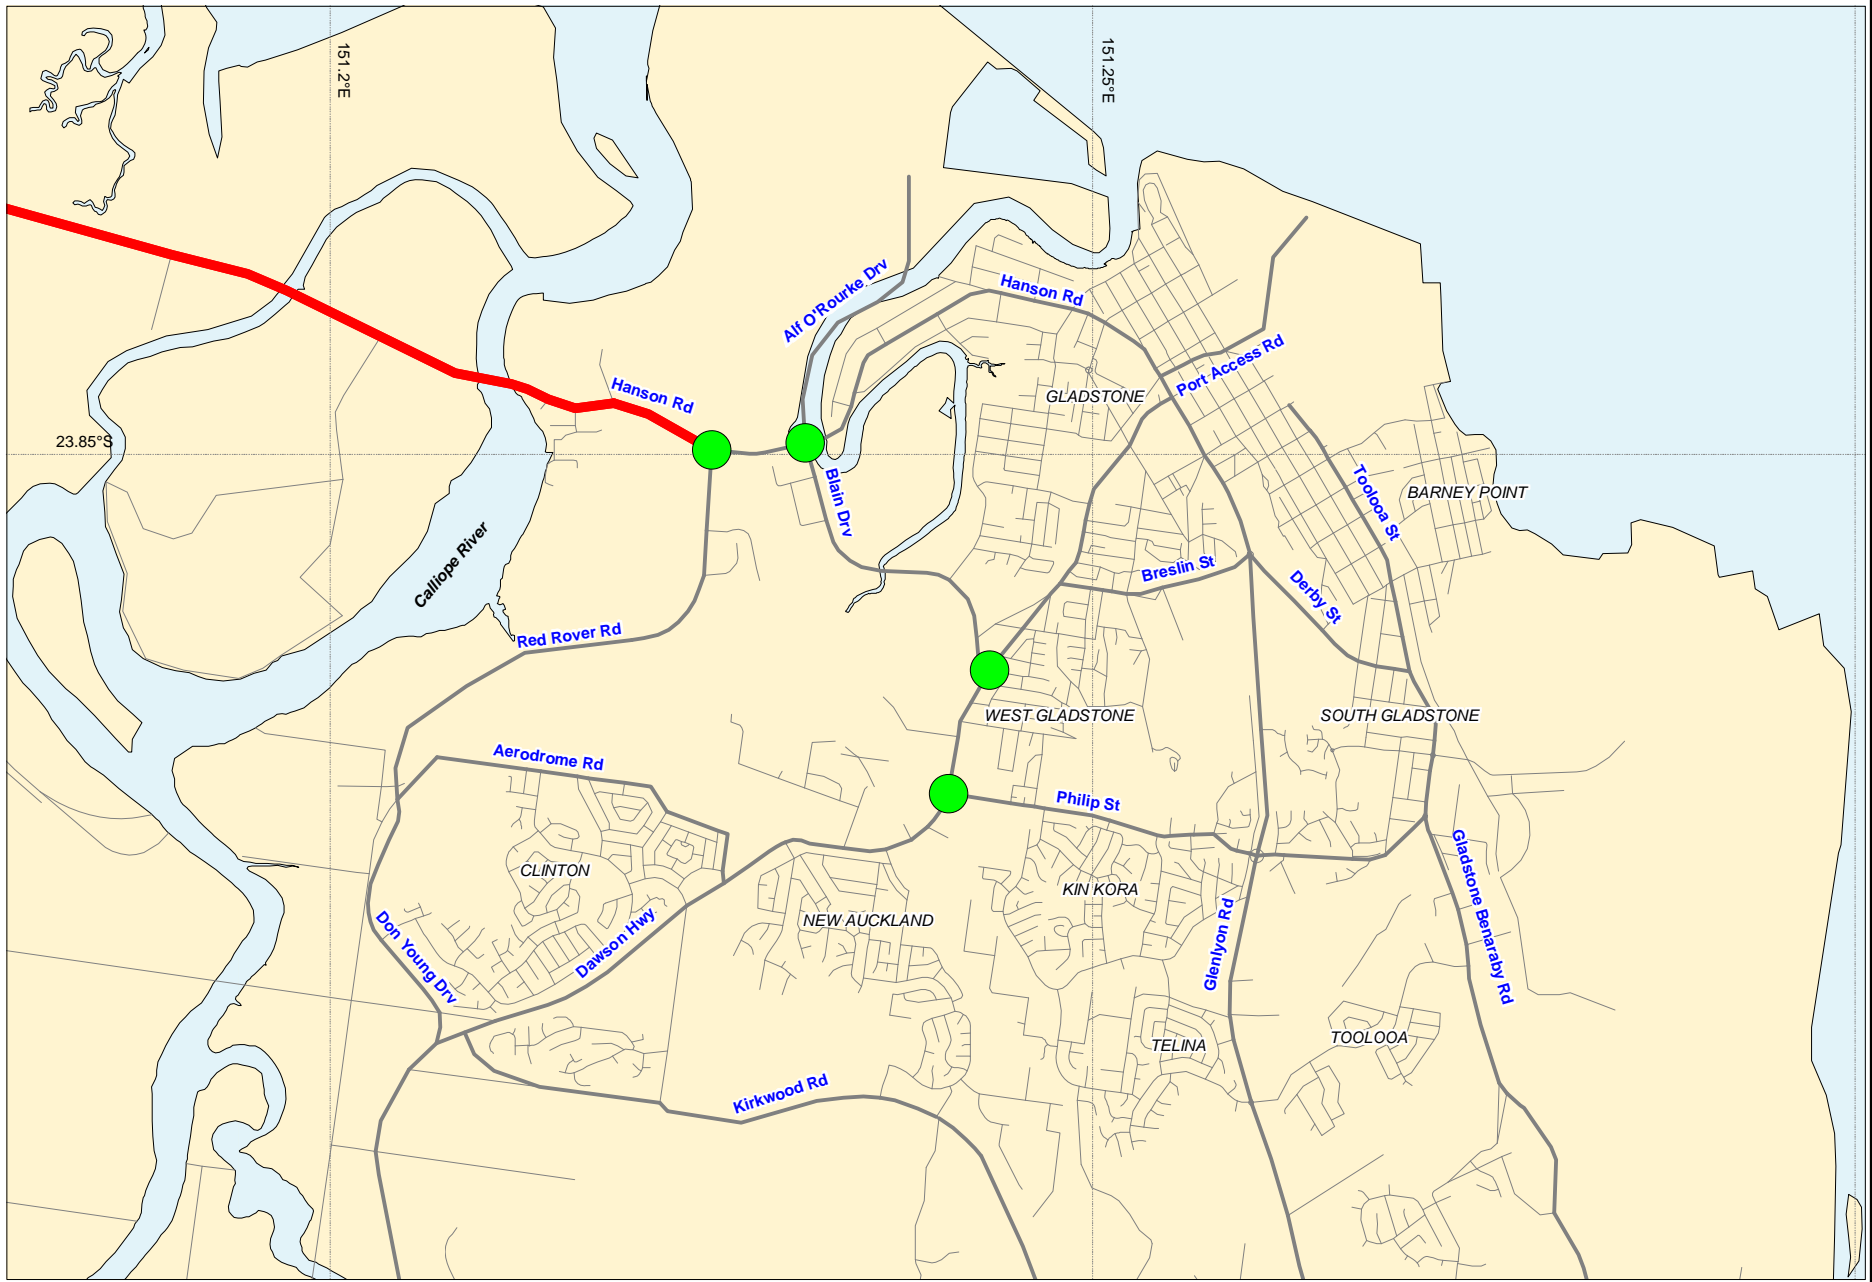 151.2°E
151.25°E
Alf O'Rourke Drv
Hanson Rd
Port Access Rd
Hanson Rd
GLADSTONE
23.85°S
Blain Drv
Toolooa St
BARNEY POINT
Calliope River
Breslin St
Derby St
Red Rover Rd
WEST GLADSTONE
SOUTH GLADSTONE
Aerodrome Rd
Philip St
CLINTON
KIN KORA
NEW AUCKLAND
Gladstone Benaraby Rd
Don Young Drv
Dawson Hwy
Glenlyon Rd
TELINA
TOOLOOA
Kirkwood Rd